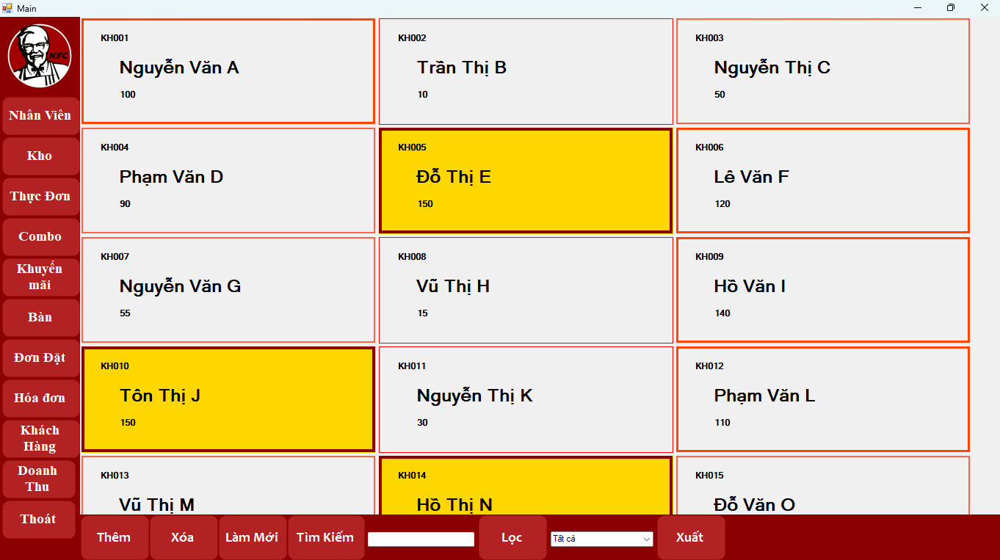 Main
KFC
Nhân Viên
Kho
Thực Đơn
Combo
Khuyến
mãi
Bàn
Đơn Đặt
Hóa đơn
Khách
Hàng
Doanh
Thu
Thoát
KH001
Nguyễn Văn A
100
KH002
Trần Thị B
10
KH003
Nguyễn Thị C
50
KH004
Phạm Văn D
90
KH005
Đỗ Thị E
150
KH006
Lê Văn F
120
KH007
Nguyễn Văn G
55
KH008
Vũ Thị H
15
KH009
Hồ Văn I
140
KH010
Tôn Thị J
150
KH011
Nguyễn Thị K
30
KH012
Phạm Văn L
110
KH013
Vũ Thị M
KH014
Hồ Thị N
KH015
Đỗ Văn O
Thêm
Xóa
Làm Mới
Tìm Kiếm
Lọc
Tất cả
Xuất